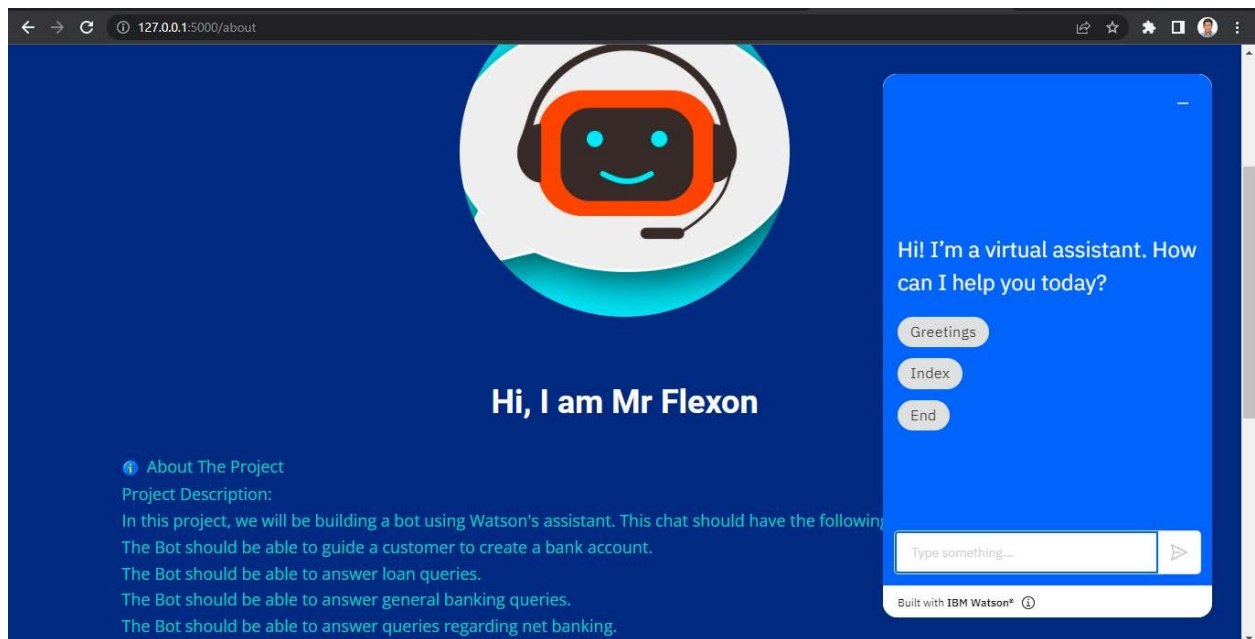 127.0.0.1:5000/about
Hi, I am Mr Flexon
About The Project
Project Description:
In this project, we will be building a bot using Watson's assistant. This chat should have the following
The Bot should be able to guide a customer to create a bank account.
The Bot should be able to answer loan queries.
The Bot should be able to answer general banking queries.
The Bot should be able to answer queries regarding net banking.
Hi! I’m a virtual assistant. How
can I help you today?
Greetings
Index
End
Type something...
Built with IBM Watson®